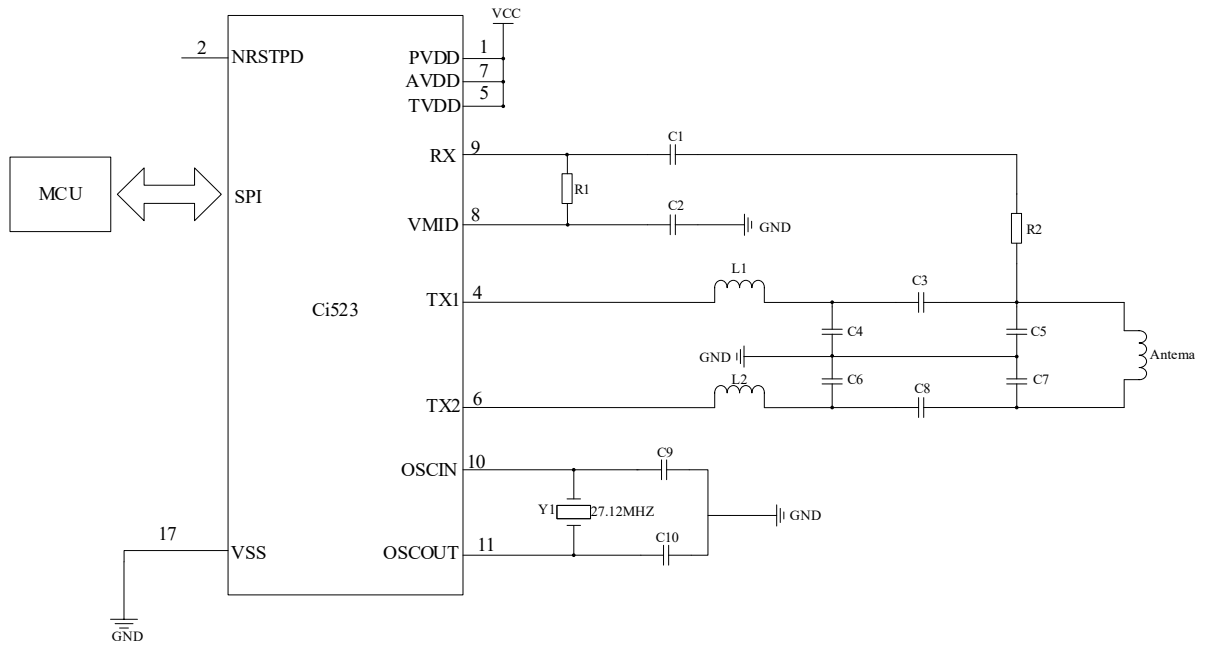 VCC
2
NRSTPD
PVDD
1
AVDD
7
TVDD
5
RX
9
C1
MCU
SPI
R1
VMID
8
C2
GND
R2
Ci523
TX1
4
L1
C3
C4
C5
GND
Antema
L2
C6
C7
TX2
6
C8
OSCIN
10
C9
Y1
27.12MHZ
GND
17
VSS
OSCOUT
11
C10
GND